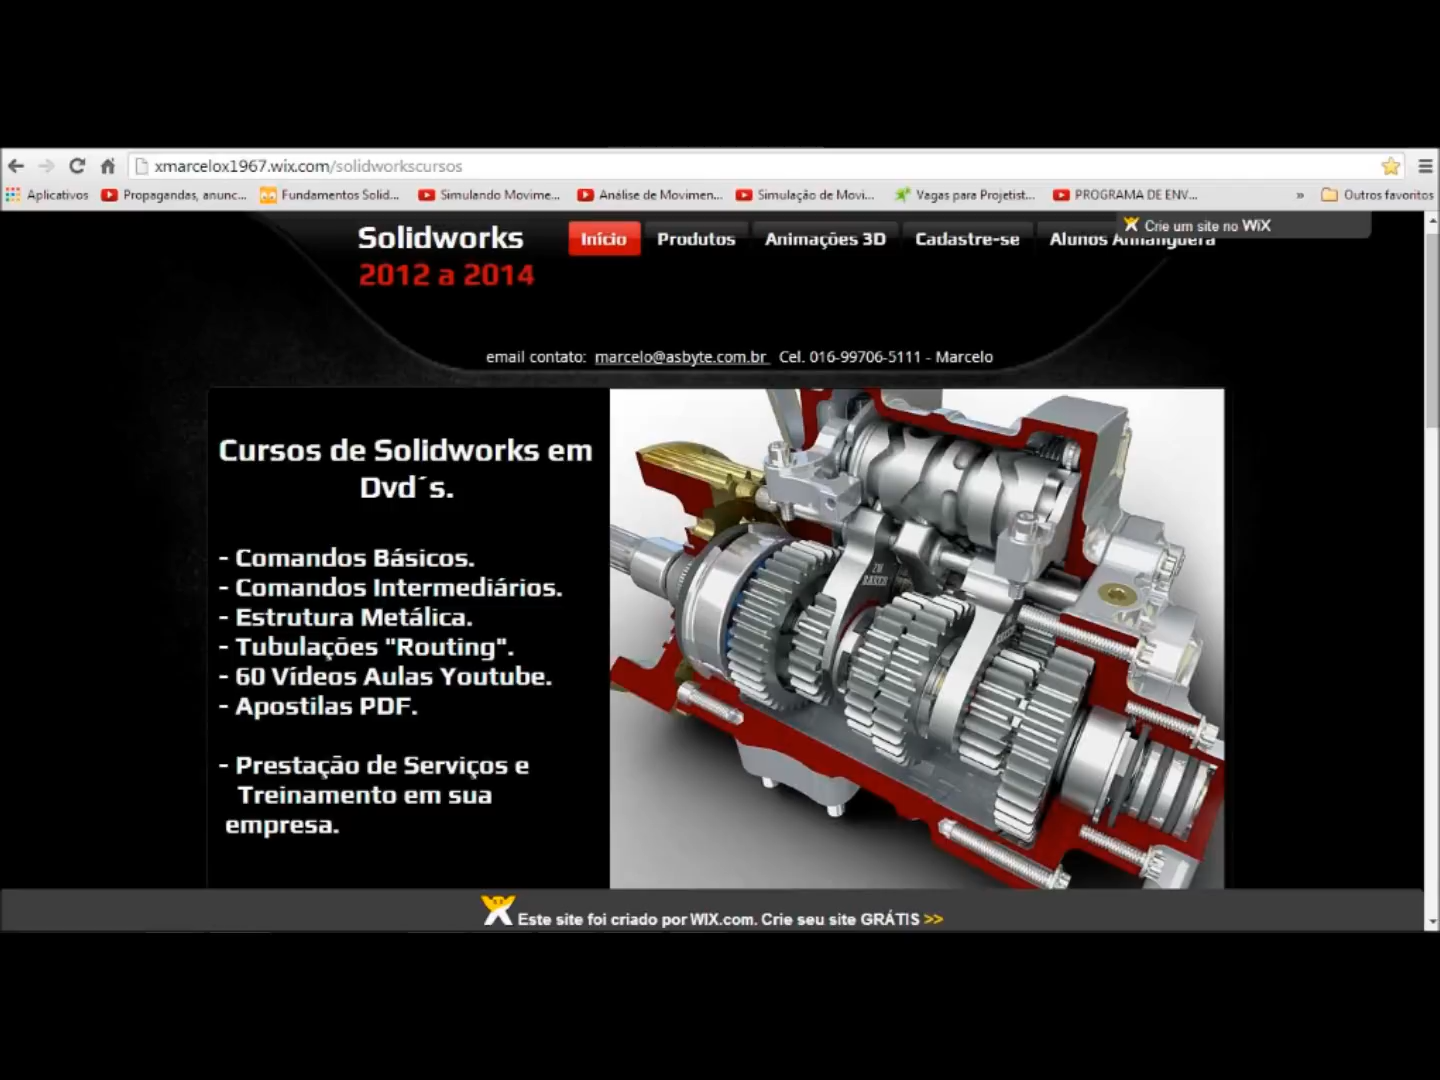 xmarcelox1967.wix.com/solidworkscursos
Aplicativos Propagandas, anunc... Fundamentos Solid... Simulando Movime... Análise de Movimen... Simulação de Movi... Vagas para Projetist... PROGRAMA DE ENV... » Outros favoritos
Crie um site no WiX
Solidworks
2012 a 2014
Início Produtos Animações 3D Cadastre-se Alunos Anhanguera
email contato: marcelo@asbyte.com.br Cel. 016-99706-5111 - Marcelo
Cursos de Solidworks em
Dvd´s.
- Comandos Básicos.
- Comandos Intermediários.
- Estrutura Metálica.
- Tubulações "Routing".
- 60 Vídeos Aulas Youtube.
- Apostilas PDF.
- Prestação de Serviços e
Treinamento em sua
empresa.
Este site foi criado por WIX.com. Crie seu site GRÁTIS >>